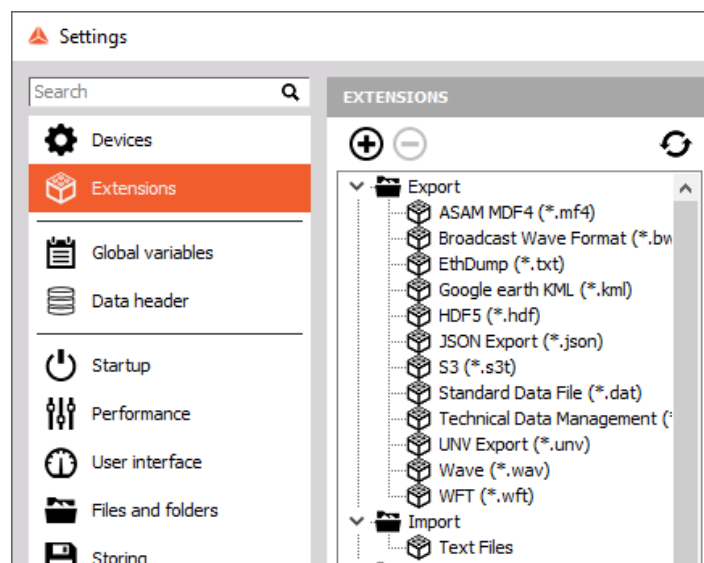 Settings
Search
Devices
Extensions
Global variables
Data header
Startup
Performance
User interface
Files and folders
Storing
EXTENSIONS
Export
ASAM MDF4 (*.mf4)
Broadcast Wave Format (*.bw
EthDump (*.txt)
Google earth KML (*.kml)
HDF5 (*.hdf)
JSON Export (*.json)
S3 (*.s3t)
Standard Data File (*.dat)
Technical Data Management (*
UNV Export (*.unv)
Wave (*.wav)
WFT (*.wft)
Import
Text Files